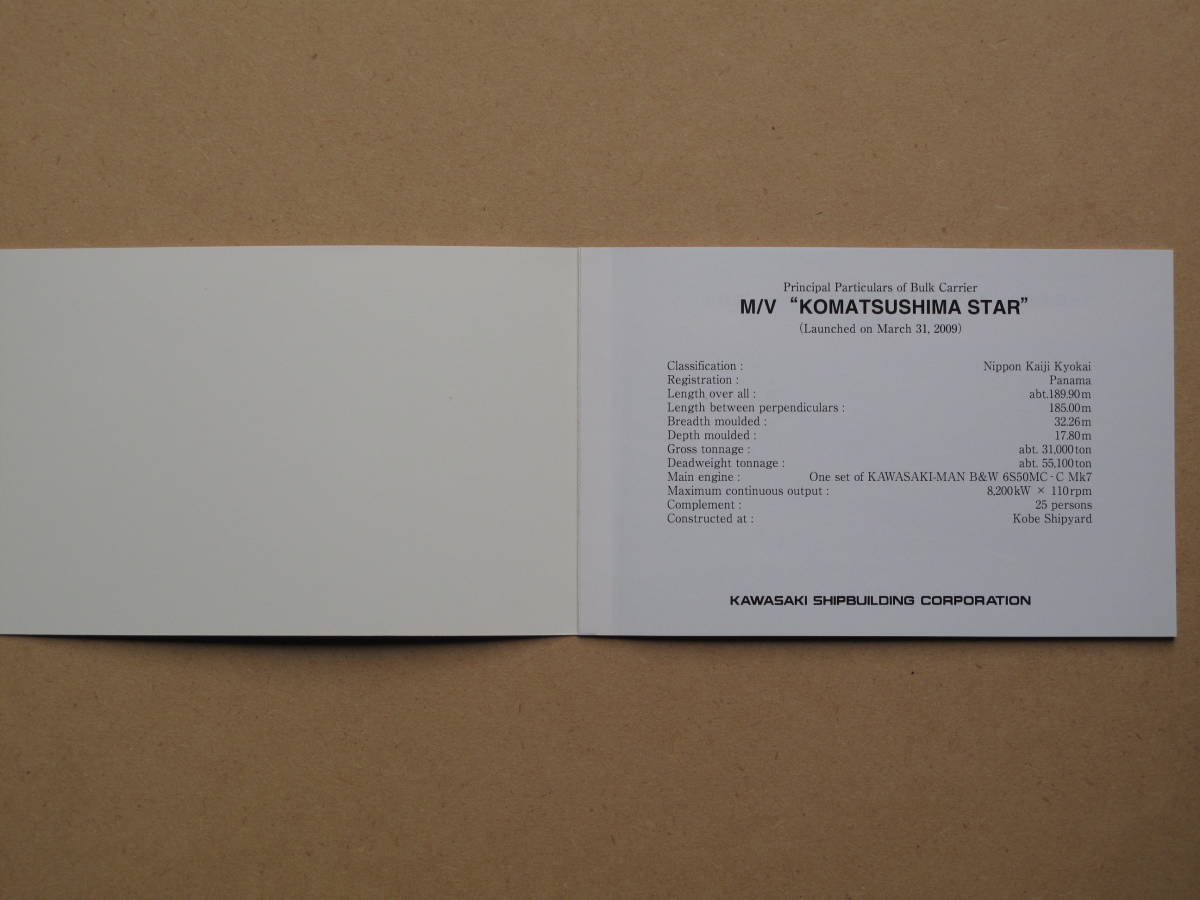 Principal Particulars of Bulk Carrier
M/V “KOMATSUSHIMA STAR”
(Launched on March 31, 2009)
Classification : Nippon Kaiji Kyokai
Registration : Panama
Length over all : abt.189.90m
Length between perpendiculars : 185.00m
Breadth moulded : 32.26m
Depth moulded : 17.80m
Gross tonnage : abt. 31,000ton
Deadweight tonnage : abt. 55,100ton
Main engine : One set of KAWASAKI-MAN B&W 6S50MC-C Mk7
Maximum continuous output : 8,200kW × 110rpm
Complement : 25 persons
Constructed at : Kobe Shipyard
KAWASAKI SHIPBUILDING CORPORATION